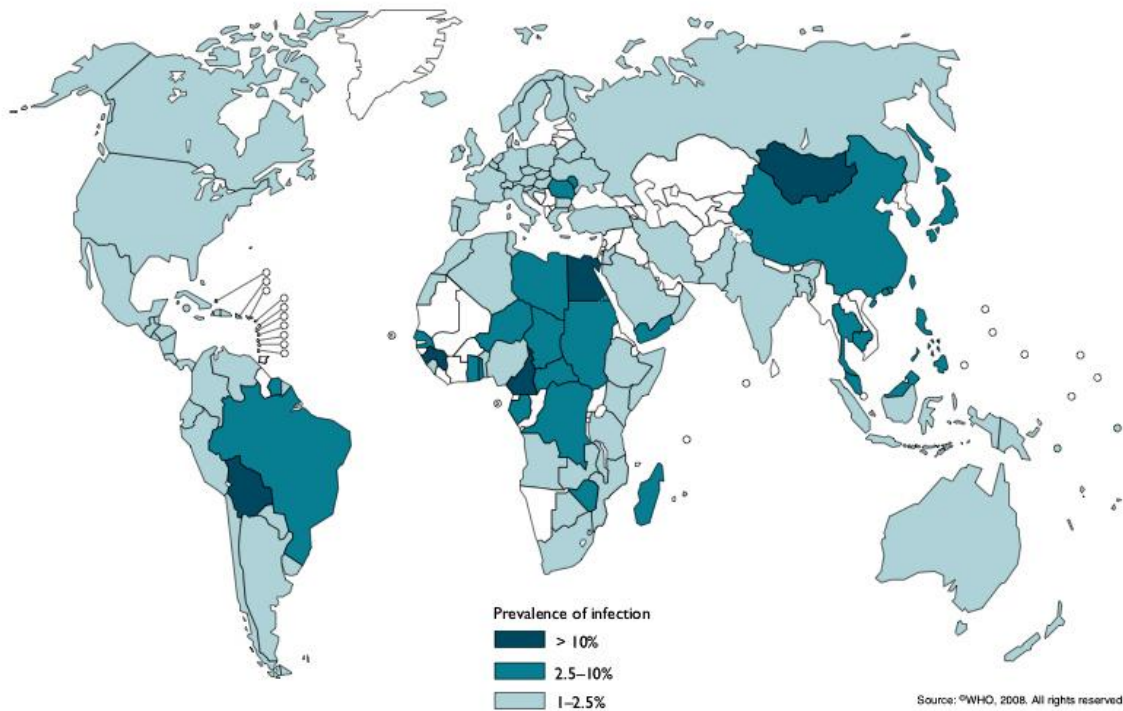 Prevalence of infection
> 10%
2.5–10%
1–2.5%
Source: ©WHO, 2008. All rights reserved